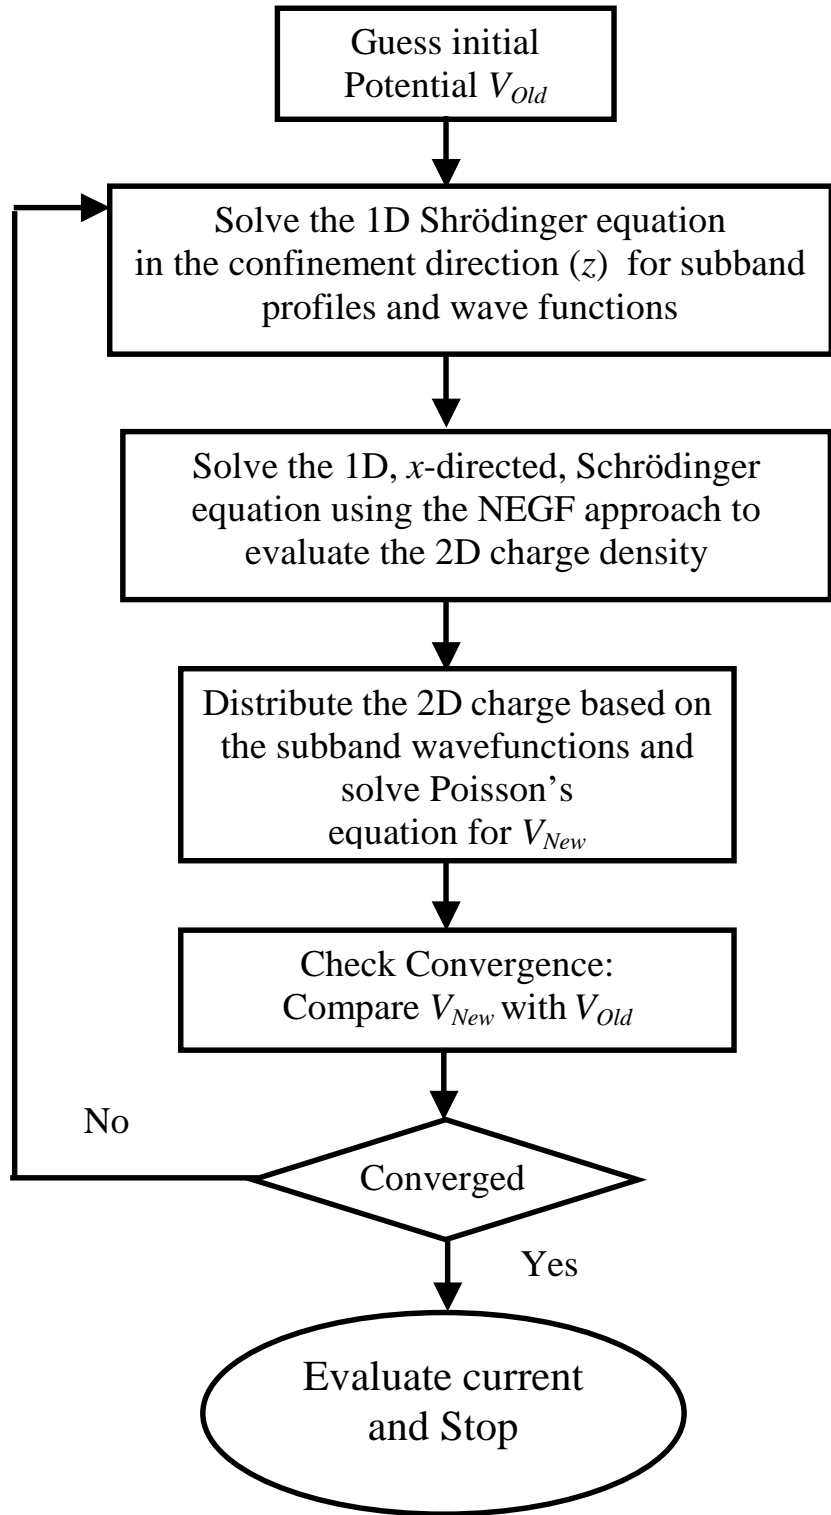 Guess initial
Potential V_Old
Solve the 1D Shrödinger equation
in the confinement direction (z) for subband
profiles and wave functions
Solve the 1D, x-directed, Schrödinger
equation using the NEGF approach to
evaluate the 2D charge density
Distribute the 2D charge based on
the subband wavefunctions and
solve Poisson’s
equation for V_New
Check Convergence:
Compare V_New with V_Old
No
Converged
Yes
Evaluate current
and Stop